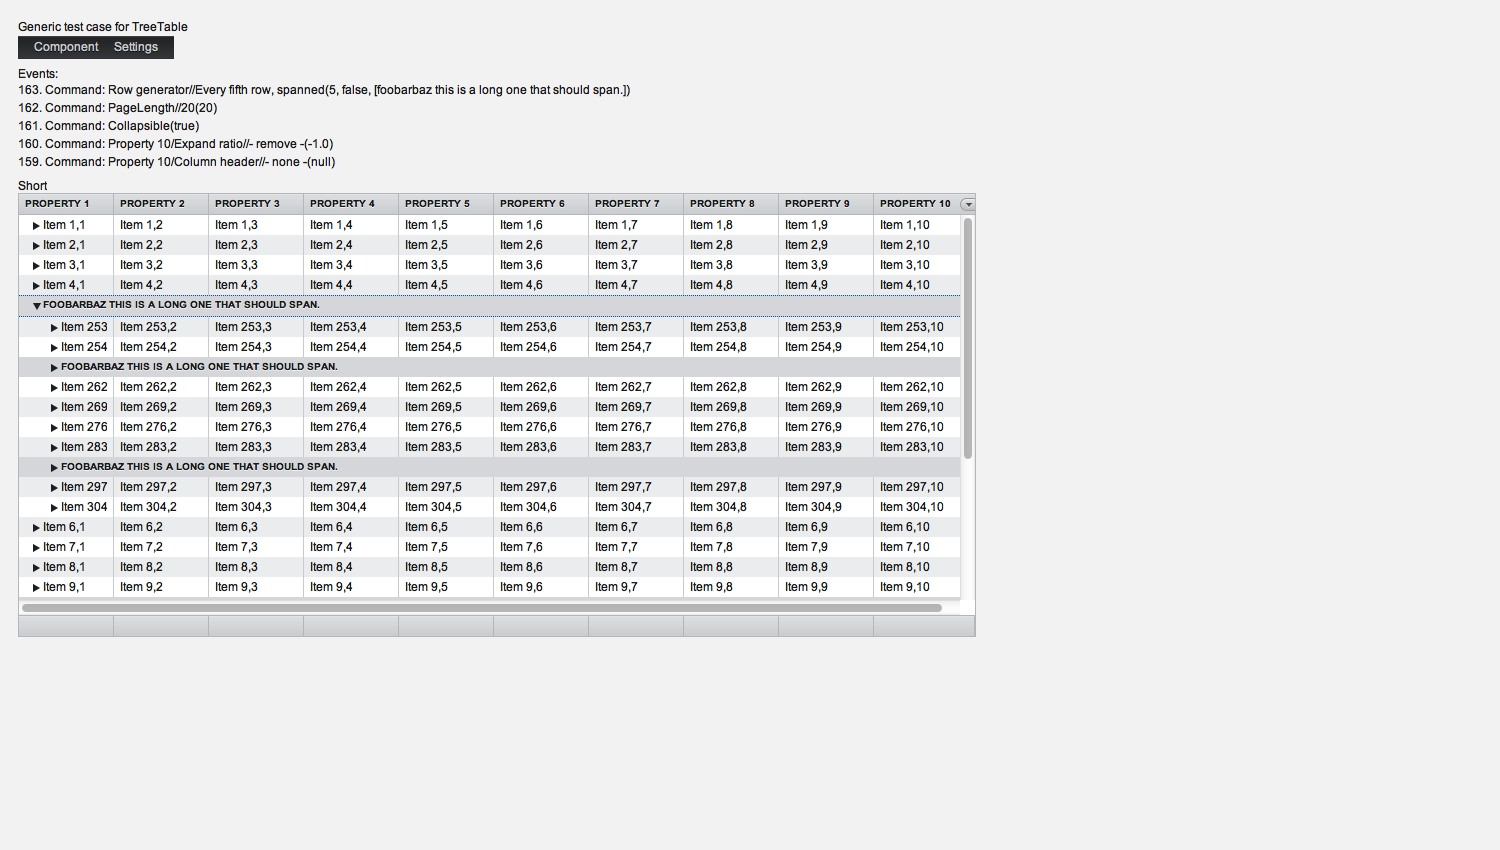 Generic test case for TreeTable
Component Settings
Events:
163. Command: Row generator//Every fifth row, spanned(5, false, [foobarbaz this is a long one that should span.])
162. Command: PageLength//20(20)
161. Command: Collapsible(true)
160. Command: Property 10/Expand ratio//- remove -(-1.0)
159. Command: Property 10/Column header//- none -(null)
Short
PROPERTY 1 PROPERTY 2 PROPERTY 3 PROPERTY 4 PROPERTY 5 PROPERTY 6 PROPERTY 7 PROPERTY 8 PROPERTY 9 PROPERTY 10
Item 1,1 Item 1,2 Item 1,3 Item 1,4 Item 1,5 Item 1,6 Item 1,7 Item 1,8 Item 1,9 Item 1,10
Item 2,1 Item 2,2 Item 2,3 Item 2,4 Item 2,5 Item 2,6 Item 2,7 Item 2,8 Item 2,9 Item 2,10
Item 3,1 Item 3,2 Item 3,3 Item 3,4 Item 3,5 Item 3,6 Item 3,7 Item 3,8 Item 3,9 Item 3,10
Item 4,1 Item 4,2 Item 4,3 Item 4,4 Item 4,5 Item 4,6 Item 4,7 Item 4,8 Item 4,9 Item 4,10
FOOBARBAZ THIS IS A LONG ONE THAT SHOULD SPAN.
Item 253 Item 253,2 Item 253,3 Item 253,4 Item 253,5 Item 253,6 Item 253,7 Item 253,8 Item 253,9 Item 253,10
Item 254 Item 254,2 Item 254,3 Item 254,4 Item 254,5 Item 254,6 Item 254,7 Item 254,8 Item 254,9 Item 254,10
FOOBARBAZ THIS IS A LONG ONE THAT SHOULD SPAN.
Item 262 Item 262,2 Item 262,3 Item 262,4 Item 262,5 Item 262,6 Item 262,7 Item 262,8 Item 262,9 Item 262,10
Item 269 Item 269,2 Item 269,3 Item 269,4 Item 269,5 Item 269,6 Item 269,7 Item 269,8 Item 269,9 Item 269,10
Item 276 Item 276,2 Item 276,3 Item 276,4 Item 276,5 Item 276,6 Item 276,7 Item 276,8 Item 276,9 Item 276,10
Item 283 Item 283,2 Item 283,3 Item 283,4 Item 283,5 Item 283,6 Item 283,7 Item 283,8 Item 283,9 Item 283,10
FOOBARBAZ THIS IS A LONG ONE THAT SHOULD SPAN.
Item 297 Item 297,2 Item 297,3 Item 297,4 Item 297,5 Item 297,6 Item 297,7 Item 297,8 Item 297,9 Item 297,10
Item 304 Item 304,2 Item 304,3 Item 304,4 Item 304,5 Item 304,6 Item 304,7 Item 304,8 Item 304,9 Item 304,10
Item 6,1 Item 6,2 Item 6,3 Item 6,4 Item 6,5 Item 6,6 Item 6,7 Item 6,8 Item 6,9 Item 6,10
Item 7,1 Item 7,2 Item 7,3 Item 7,4 Item 7,5 Item 7,6 Item 7,7 Item 7,8 Item 7,9 Item 7,10
Item 8,1 Item 8,2 Item 8,3 Item 8,4 Item 8,5 Item 8,6 Item 8,7 Item 8,8 Item 8,9 Item 8,10
Item 9,1 Item 9,2 Item 9,3 Item 9,4 Item 9,5 Item 9,6 Item 9,7 Item 9,8 Item 9,9 Item 9,10